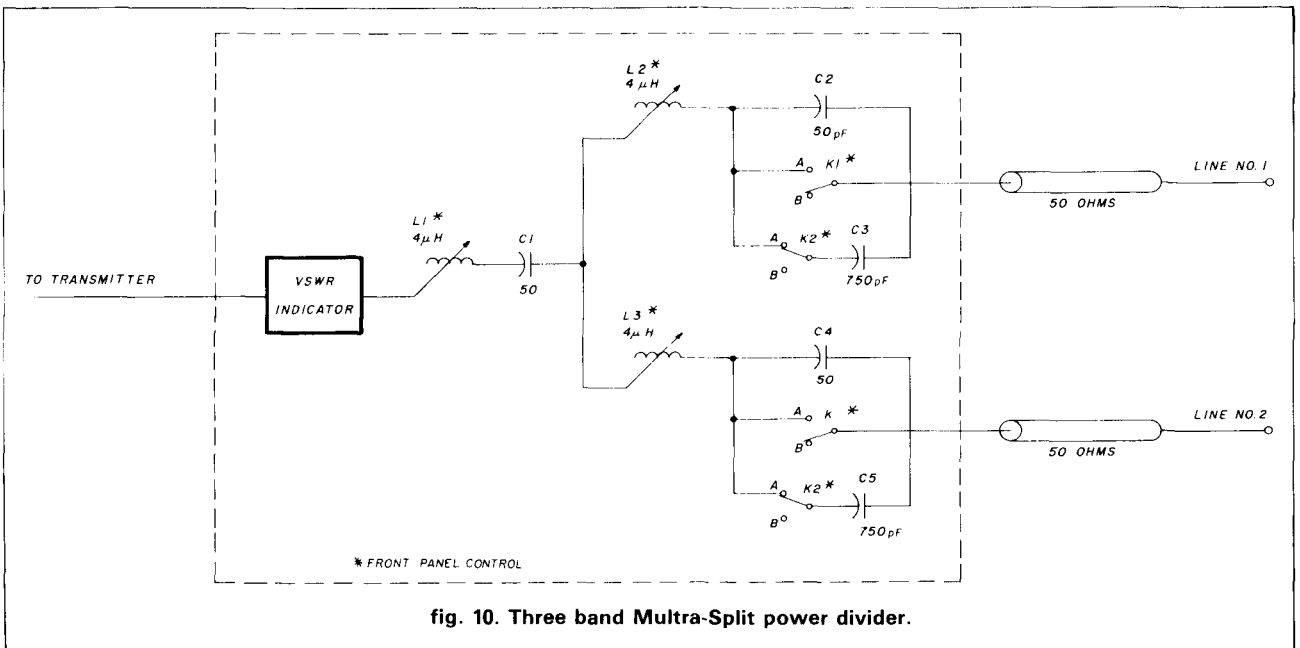 L2 *
4 μH
C2
50 pF
A K1 *
B
LINE NO. 1
50 OHMS
L1 *
4 μH
C1
50
A K2 * C3
B
750 pF
TO TRANSMITTER
VSWR
INDICATOR
L3 *
4 μH
C4
50
A K *
B
LINE NO. 2
50 OHMS
A K2 * C5
B
750 pF
* FRONT PANEL CONTROL
fig. 10. Three band Multra-Split power divider.